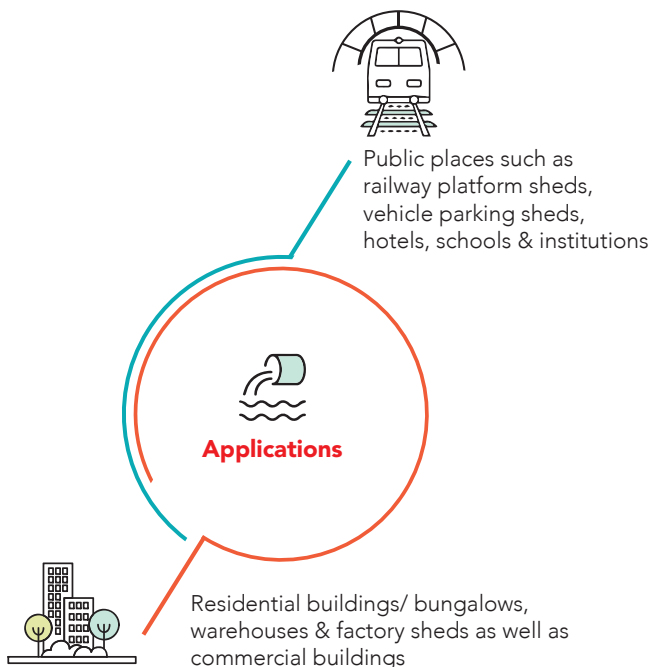 Public places such as
railway platform sheds,
vehicle parking sheds,
hotels, schools & institutions
Applications
Residential buildings/ bungalows,
warehouses & factory sheds as well as
commercial buildings